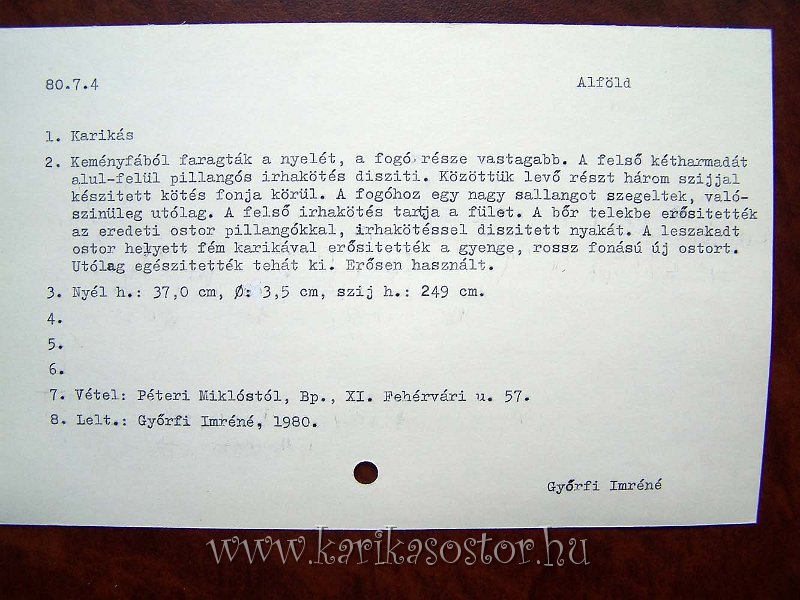 80.7.4 Alföld
1. Karikás
2. Keményfából faragták a nyelét, a fogó része vastagabb. A felső kétharmadát
alul-felül pillangós irhakötés disziti. Közöttük levő részt három szijjal
készitett kötés fonja körül. A fogóhoz egy nagy sallangot szegeltek, való-
szinüleg utólag. A felső irhakötés tartja a fület. A bőr telekbe erősitették
az eredeti ostor pillangókkal, irhakötéssel diszitett nyakát. A leszakadt
ostor helyett fém karikával erősitették a gyenge, rossz fonású új ostort.
Utólag egészitették tehát ki. Erősen használt.
3. Nyél h.: 37,0 cm, Ø: 3,5 cm, szij h.: 249 cm.
4.
5.
6.
7. Vétel: Péteri Miklóstól, Bp., XI. Fehérvári u. 57.
8. Lelt.: Győrfi Imréné, 1980.
Győrfi Imréné
www.karikasostor.hu